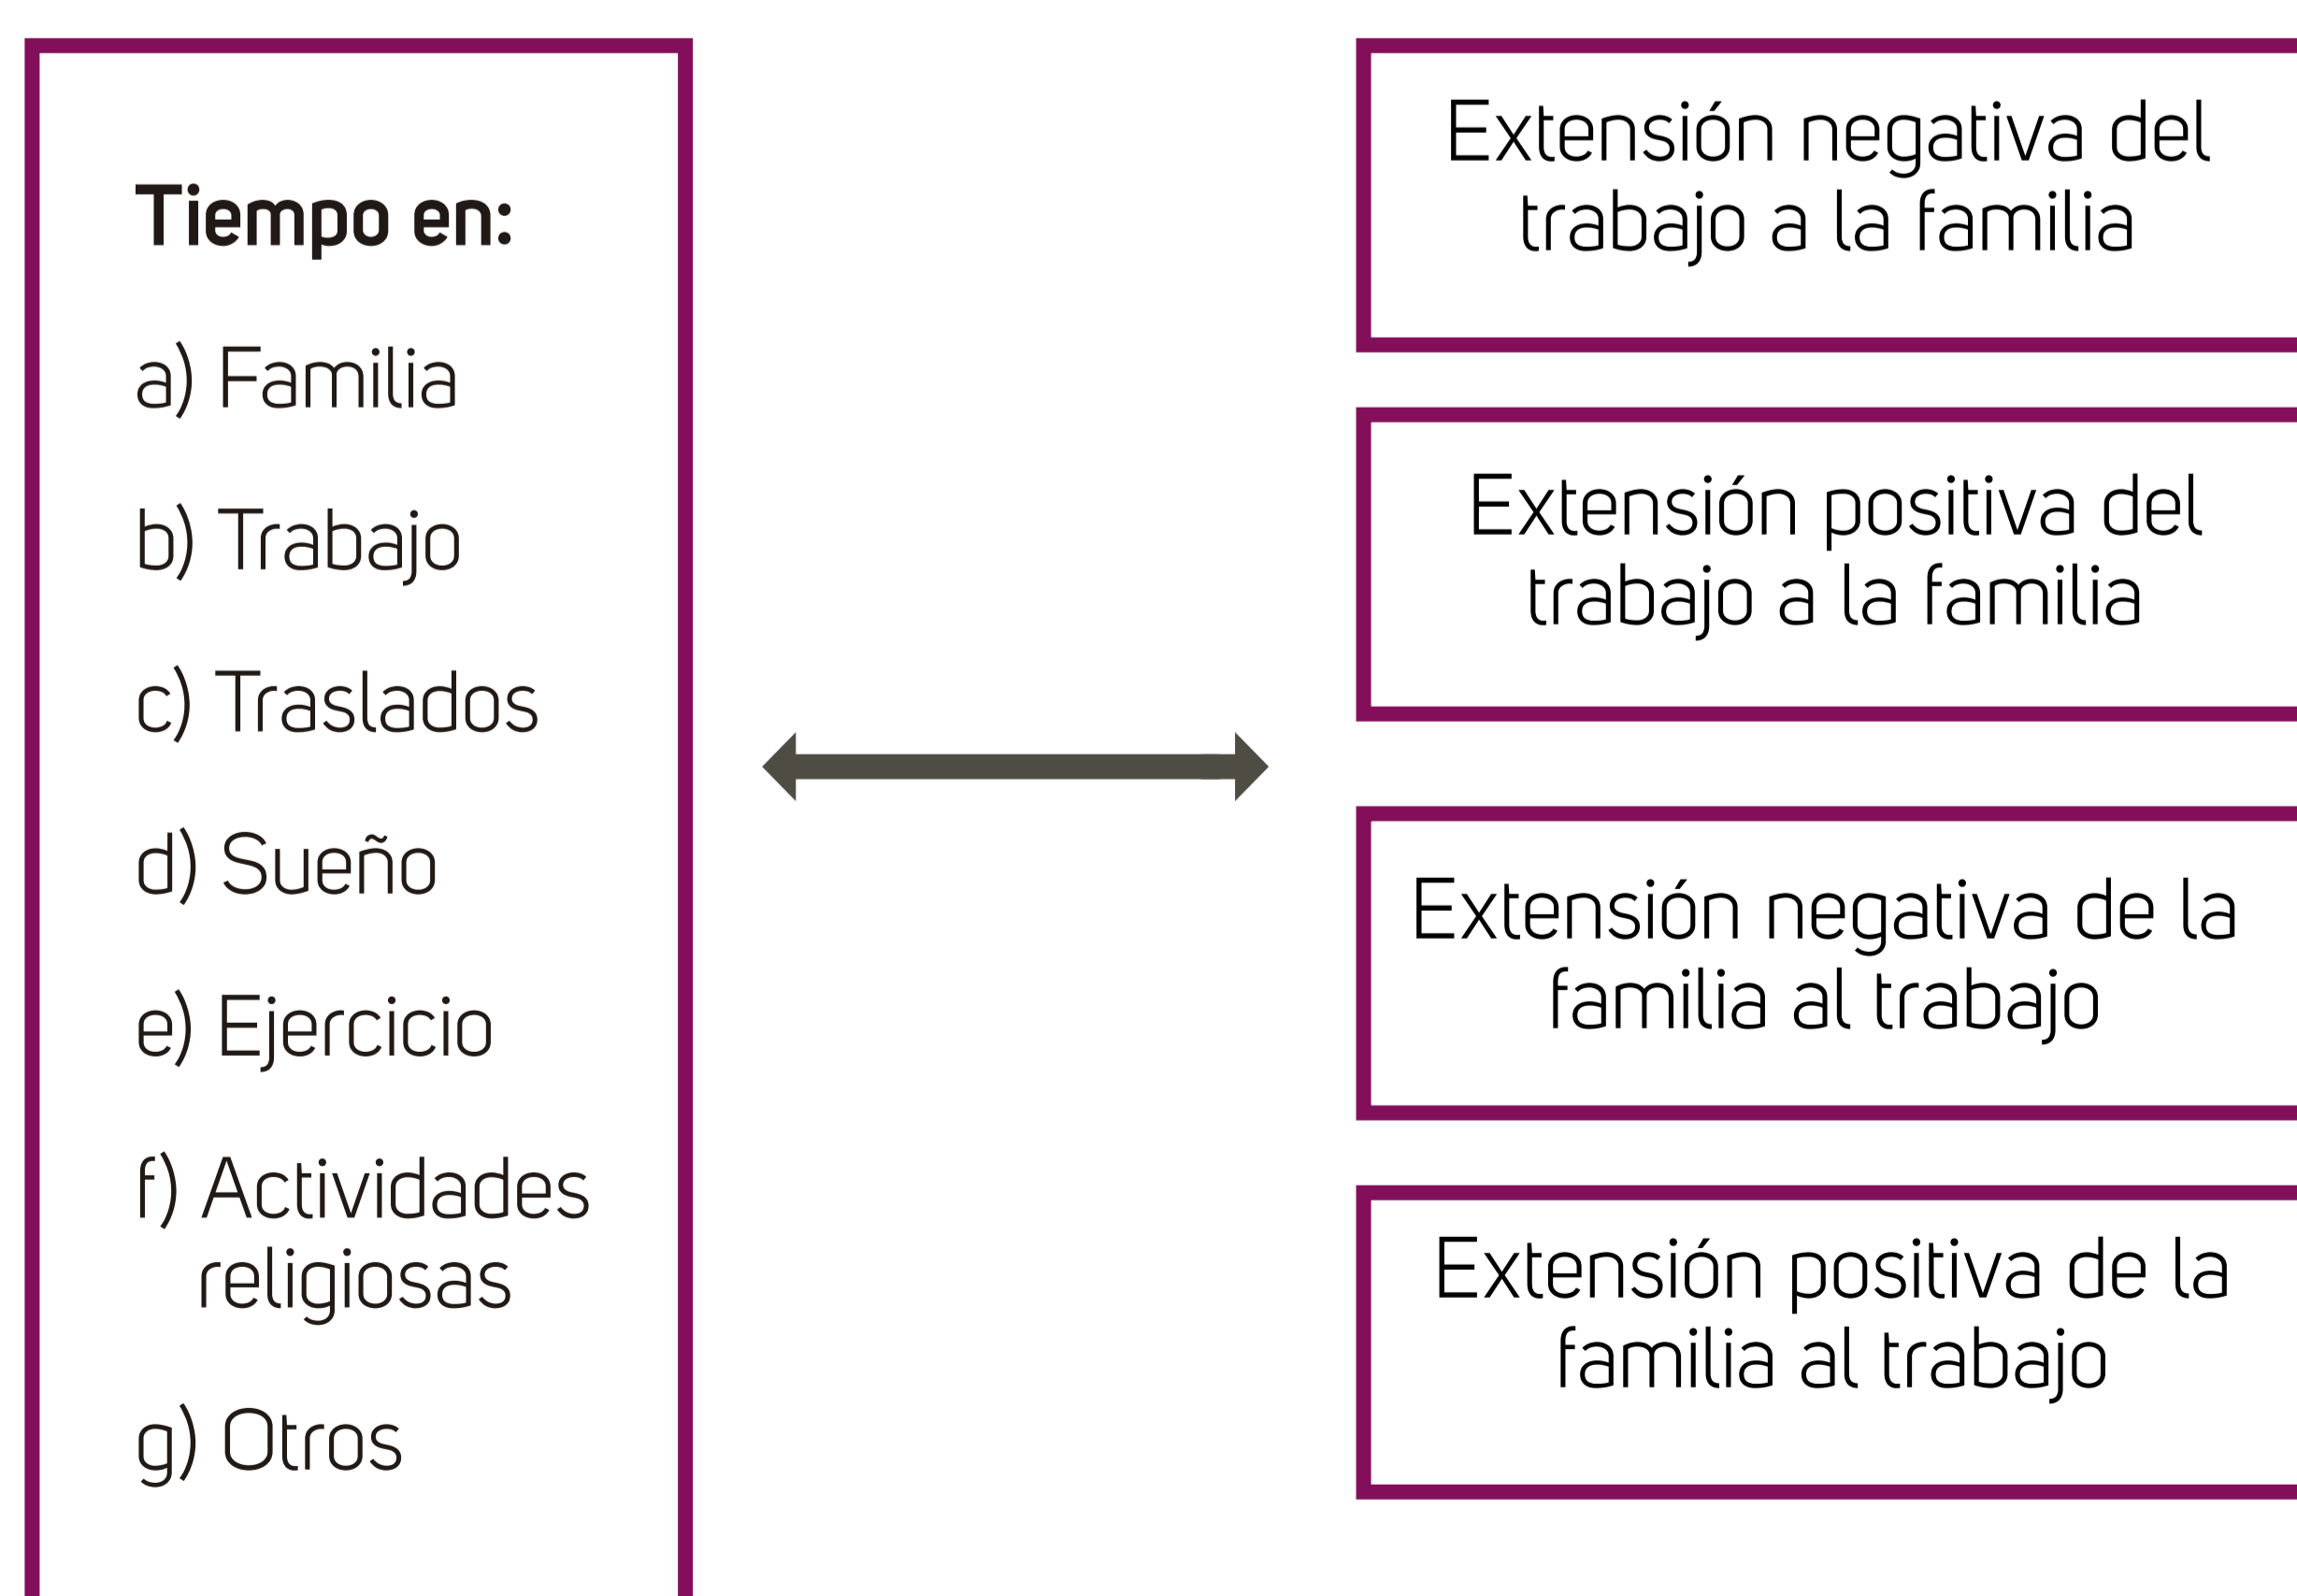 Tiempo en:
a) Familia
b) Trabajo
c) Traslados
d) Sueño
e) Ejercicio
f) Actividades
religiosas
g) Otros
Extensión negativa del
trabajo a la familia
Extensión positiva del
trabajo a la familia
Extensión negativa de la
familia al trabajo
Extensión positiva de la
familia al trabajo